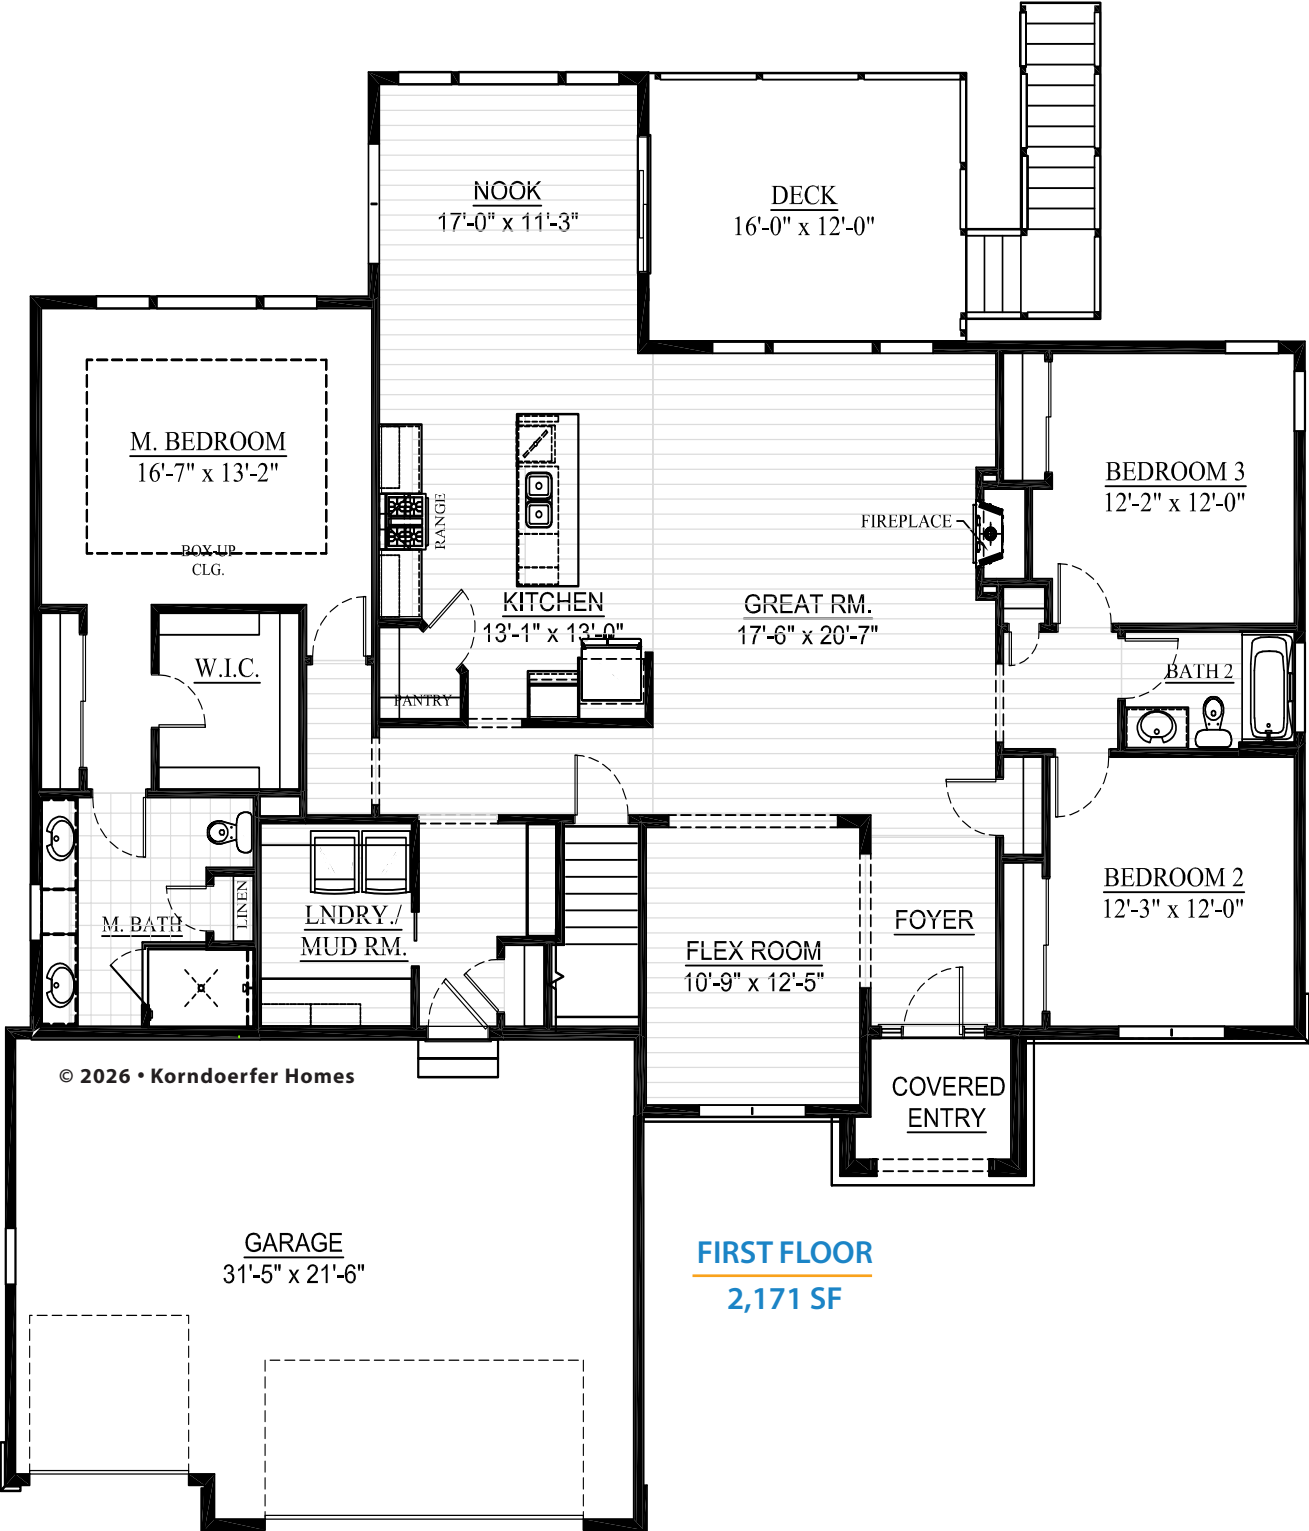 NOOK
17'-0" x 11'-3"
DECK
16'-0" x 12'-0"
M. BEDROOM
16'-7" x 13'-2"
BOX-UP
CLG.
RANGE
FIREPLACE
BEDROOM 3
12'-2" x 12'-0"
KITCHEN
13'-1" x 13'-0"
GREAT RM.
17'-6" x 20'-7"
W.I.C.
PANTRY
BATH 2
LINEN
M. BATH
LNDRY./
MUD RM.
FLEX ROOM
10'-9" x 12'-5"
FOYER
BEDROOM 2
12'-3" x 12'-0"
© 2026 • Korndoerfer Homes
COVERED
ENTRY
GARAGE
31'-5" x 21'-6"
FIRST FLOOR
2,171 SF